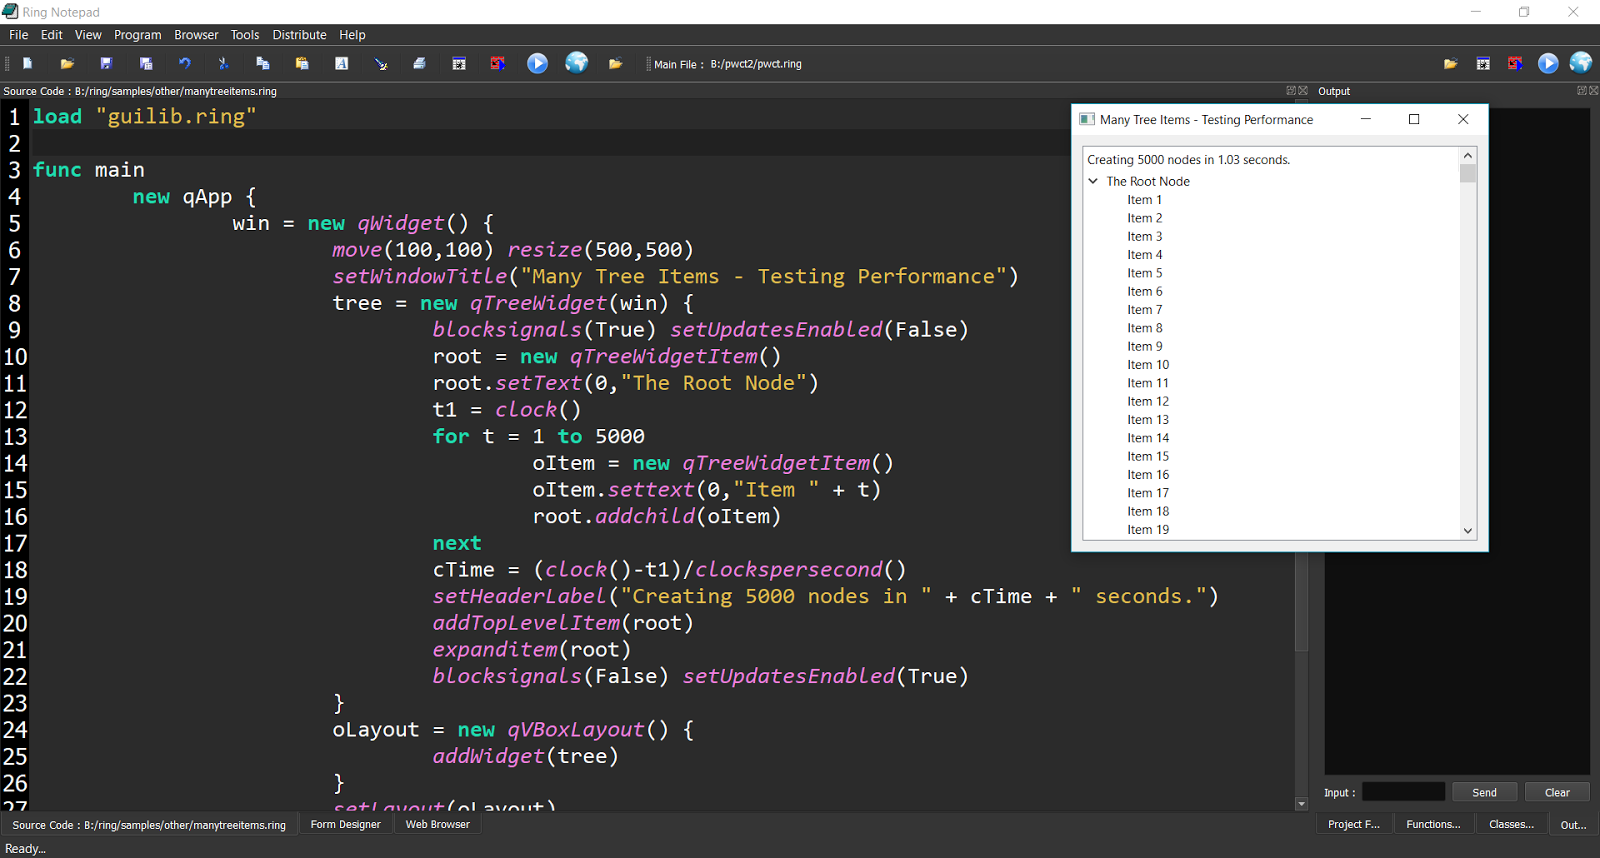 Ring Notepad
File Edit View Program Browser Tools Distribute Help
Main File : B:/pwct2/pwct.ring
Source Code : B:/ring/samples/other/manytreeitems.ring
1 load "guilib.ring"
2
3 func main
4 new qApp {
5 win = new qWidget() {
6 move(100,100) resize(500,500)
7 setWindowTitle("Many Tree Items - Testing Performance")
8 tree = new qTreeWidget(win) {
9 blocksignals(True) setUpdatesEnabled(False)
10 root = new qTreeWidgetItem()
11 root.setText(0,"The Root Node")
12 t1 = clock()
13 for t = 1 to 5000
14 oItem = new qTreeWidgetItem()
15 oItem.settext(0,"Item " + t)
16 root.addchild(oItem)
17 next
18 cTime = (clock()-t1)/clockspersecond()
19 setHeaderLabel("Creating 5000 nodes in " + cTime + " seconds.")
20 addTopLevelItem(root)
21 expanditem(root)
22 blocksignals(False) setUpdatesEnabled(True)
23 }
24 oLayout = new qVBoxLayout() {
25 addWidget(tree)
26 }
27 setLayout(oLayout)
Output
Many Tree Items - Testing Performance
Creating 5000 nodes in 1.03 seconds.
The Root Node
Item 1
Item 2
Item 3
Item 4
Item 5
Item 6
Item 7
Item 8
Item 9
Item 10
Item 11
Item 12
Item 13
Item 14
Item 15
Item 16
Item 17
Item 18
Item 19
Input : Send Clear
Source Code : B:/ring/samples/other/manytreeitems.ring Form Designer Web Browser
Project F... Functions... Classes... Out...
Ready...